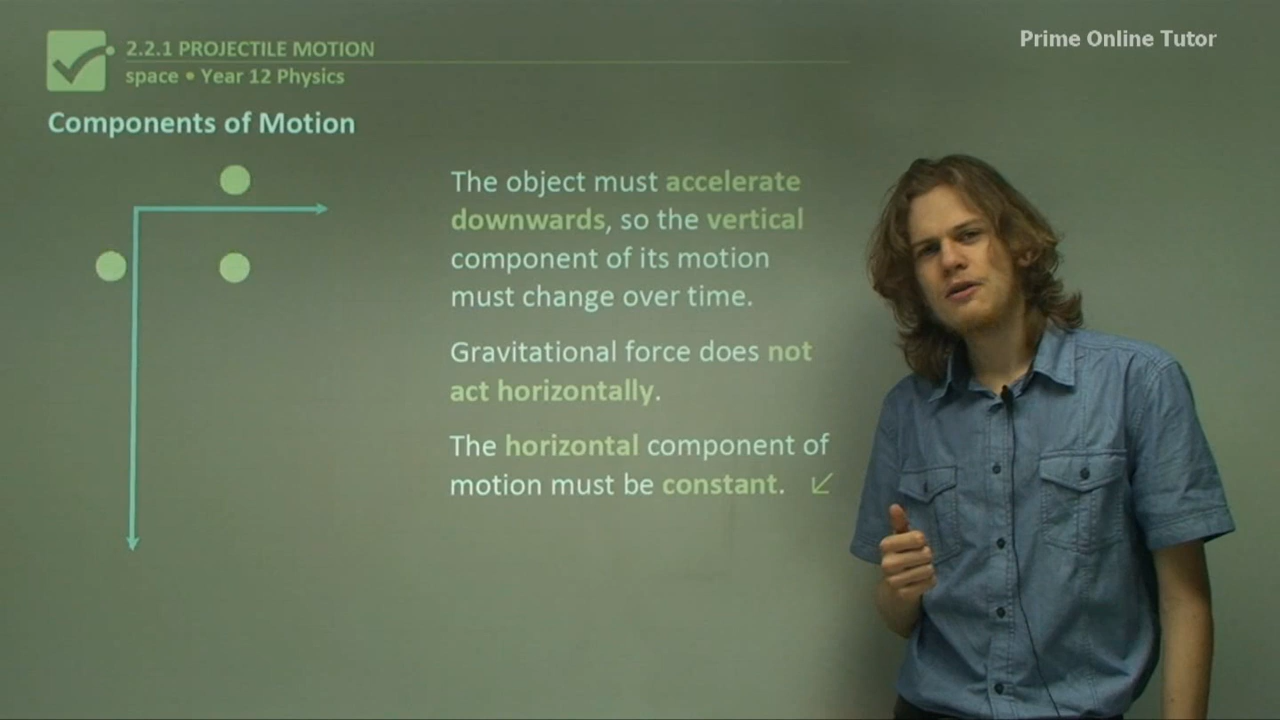 Prime Online Tutor
2.2.1 PROJECTILE MOTION
space • Year 12 Physics
Components of Motion
The object must accelerate
downwards, so the vertical
component of its motion
must change over time.
Gravitational force does not
act horizontally.
The horizontal component of
motion must be constant.